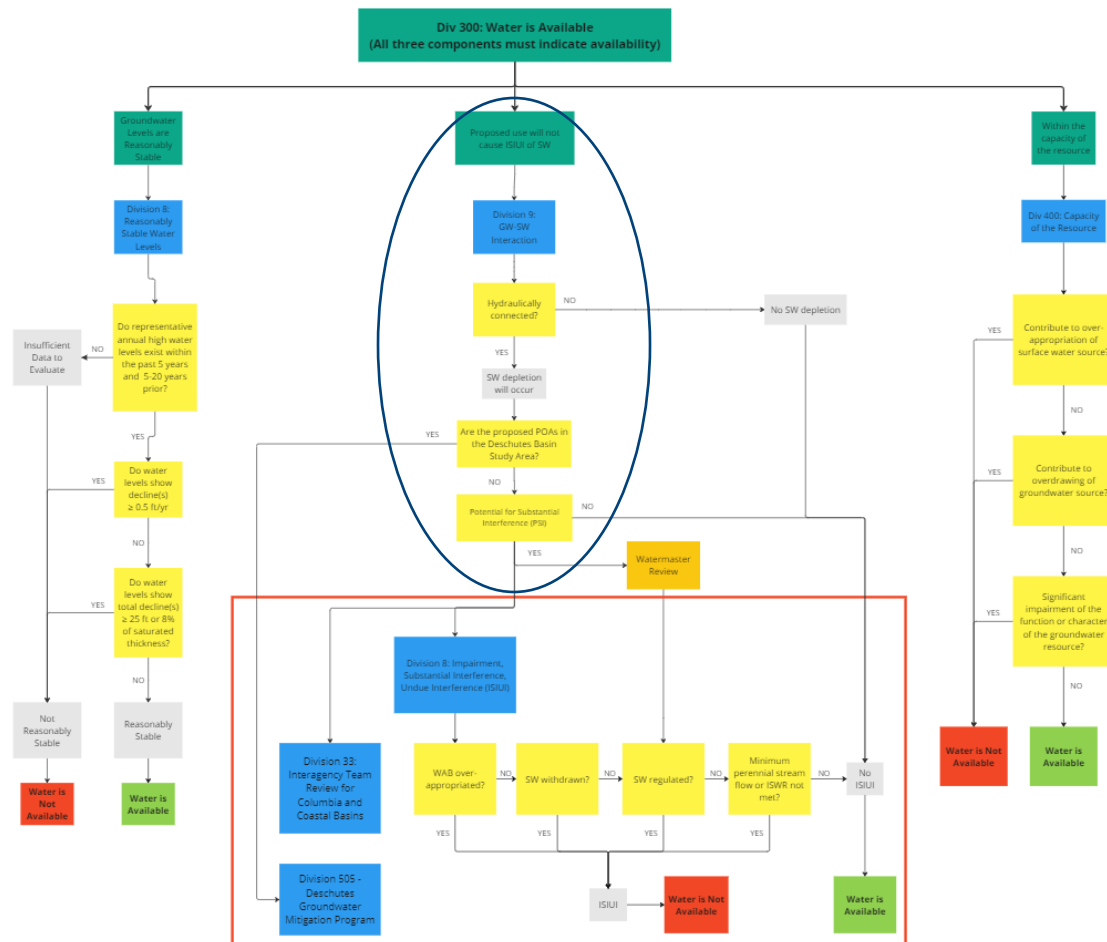 Div 300: Water is Available
(All three components must indicate availability)
Groundwater
Levels are
Reasonably
Stable
Proposed use will not
cause ISIUI of SW
Within the
capacity of
the resource
Division 8:
Reasonably
Stable Water
Levels
Division 9:
GW-SW
Interaction
Div 400: Capacity
of the Resource
Do representative
annual high water
levels exist within
the past 5 years
and 5-20 years
prior?
NO
Insufficient
Data to
Evaluate
YES
Do water
levels show
decline(s)
≥ 0.5 ft/yr
YES
NO
Do water
levels show
total decline(s)
≥ 25 ft or 8%
of saturated
thickness?
YES
NO
Not
Reasonably
Stable
Reasonably
Stable
Water is
Not
Available
Water is
Available
Hydraulically
connected?
NO
No SW depletion
YES
SW depletion
will occur
Are the proposed POAs in
the Deschutes Basin
Study Area?
YES
NO
Potential for Substantial
Interference (PSI)
NO
YES
Watermaster
Review
Division 8: Impairment,
Substantial Interference,
Undue Interference (ISIUI)
Division 33:
Interagency Team
Review for
Columbia and
Coastal Basins
WAB over-
appropriated?
NO
SW withdrawn?
NO
SW regulated?
NO
Minimum
perennial stream
flow or ISWR not
met?
NO
No
ISIUI
YES
YES
YES
YES
Division 505 -
Deschutes
Groundwater
Mitigation Program
ISIUI
Water is Not
Available
Water is
Available
Contribute to over-
appropriation of
surface water source?
YES
NO
Contribute to
overdrawing of
groundwater source?
YES
NO
Significant
impairment of the
function or character
of the groundwater
resource?
YES
NO
Water is Not
Available
Water is
Available